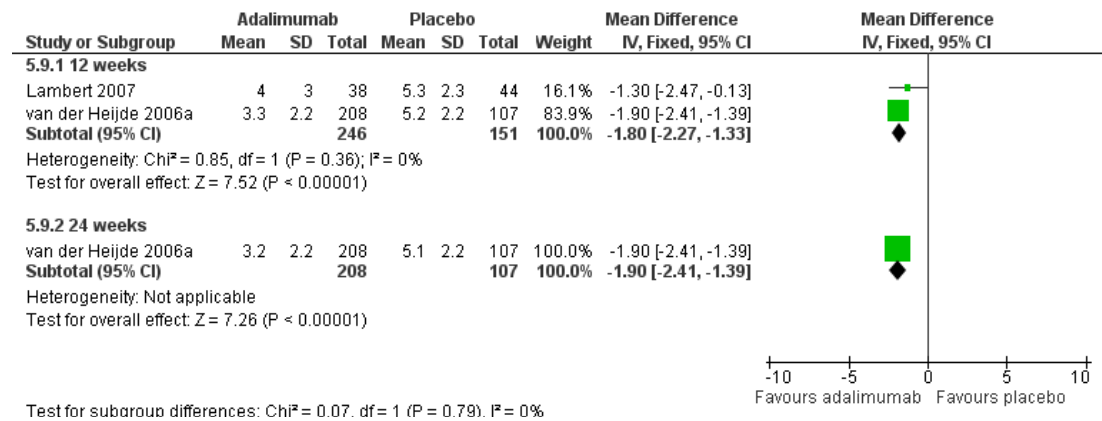 Adalimumab Placebo Mean Difference Mean Difference
Study or Subgroup Mean SD Total Mean SD Total Weight IV, Fixed, 95% CI IV, Fixed, 95% CI
5.9.1 12 weeks
Lambert 2007 4 3 38 5.3 2.3 44 16.1% -1.30 [-2.47, -0.13]
van der Heijde 2006a 3.3 2.2 208 5.2 2.2 107 83.9% -1.90 [-2.41, -1.39]
Subtotal (95% CI) 246 151 100.0% -1.80 [-2.27, -1.33]
Heterogeneity: Chi² = 0.85, df = 1 (P = 0.36); I² = 0%
Test for overall effect: Z = 7.52 (P < 0.00001)
5.9.2 24 weeks
van der Heijde 2006a 3.2 2.2 208 5.1 2.2 107 100.0% -1.90 [-2.41, -1.39]
Subtotal (95% CI) 208 107 100.0% -1.90 [-2.41, -1.39]
Heterogeneity: Not applicable
Test for overall effect: Z = 7.26 (P < 0.00001)
-10 -5 0 5 10
Favours adalimumab Favours placebo
Test for subgroup differences: Chi² = 0.07, df = 1 (P = 0.79), I² = 0%